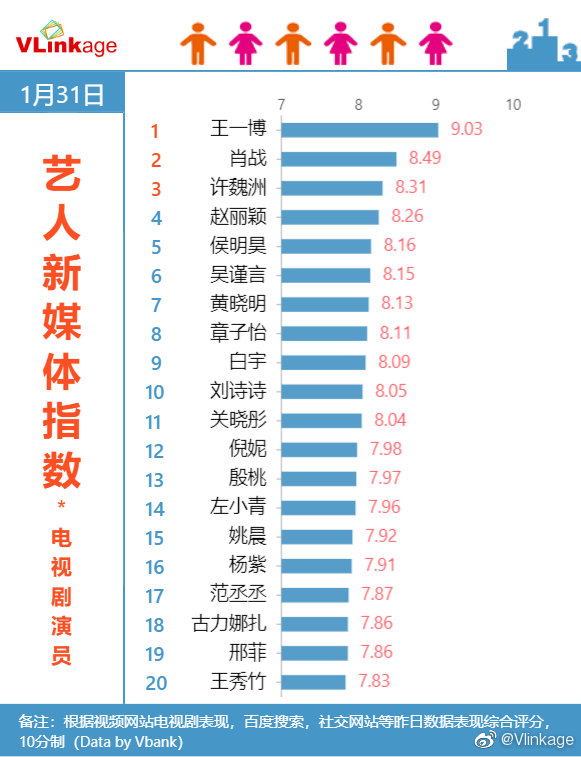 VLinkage
1 2 3
1月31日
艺人新媒体指数
*
电视剧演员
7 8 9 10
1 王一博 9.03
2 肖战 8.49
3 许魏洲 8.31
4 赵丽颖 8.26
5 侯明昊 8.16
6 吴谨言 8.15
7 黄晓明 8.13
8 章子怡 8.11
9 白宇 8.09
10 刘诗诗 8.05
11 关晓彤 8.04
12 倪妮 7.98
13 殷桃 7.97
14 左小青 7.96
15 姚晨 7.92
16 杨紫 7.91
17 范丞丞 7.87
18 古力娜扎 7.86
19 邢菲 7.86
20 王秀竹 7.83
备注：根据视频网站电视剧表现，百度搜索，社交网站等昨日数据表现综合评分，
10分制（Data by Vbank）
@Vlinkage